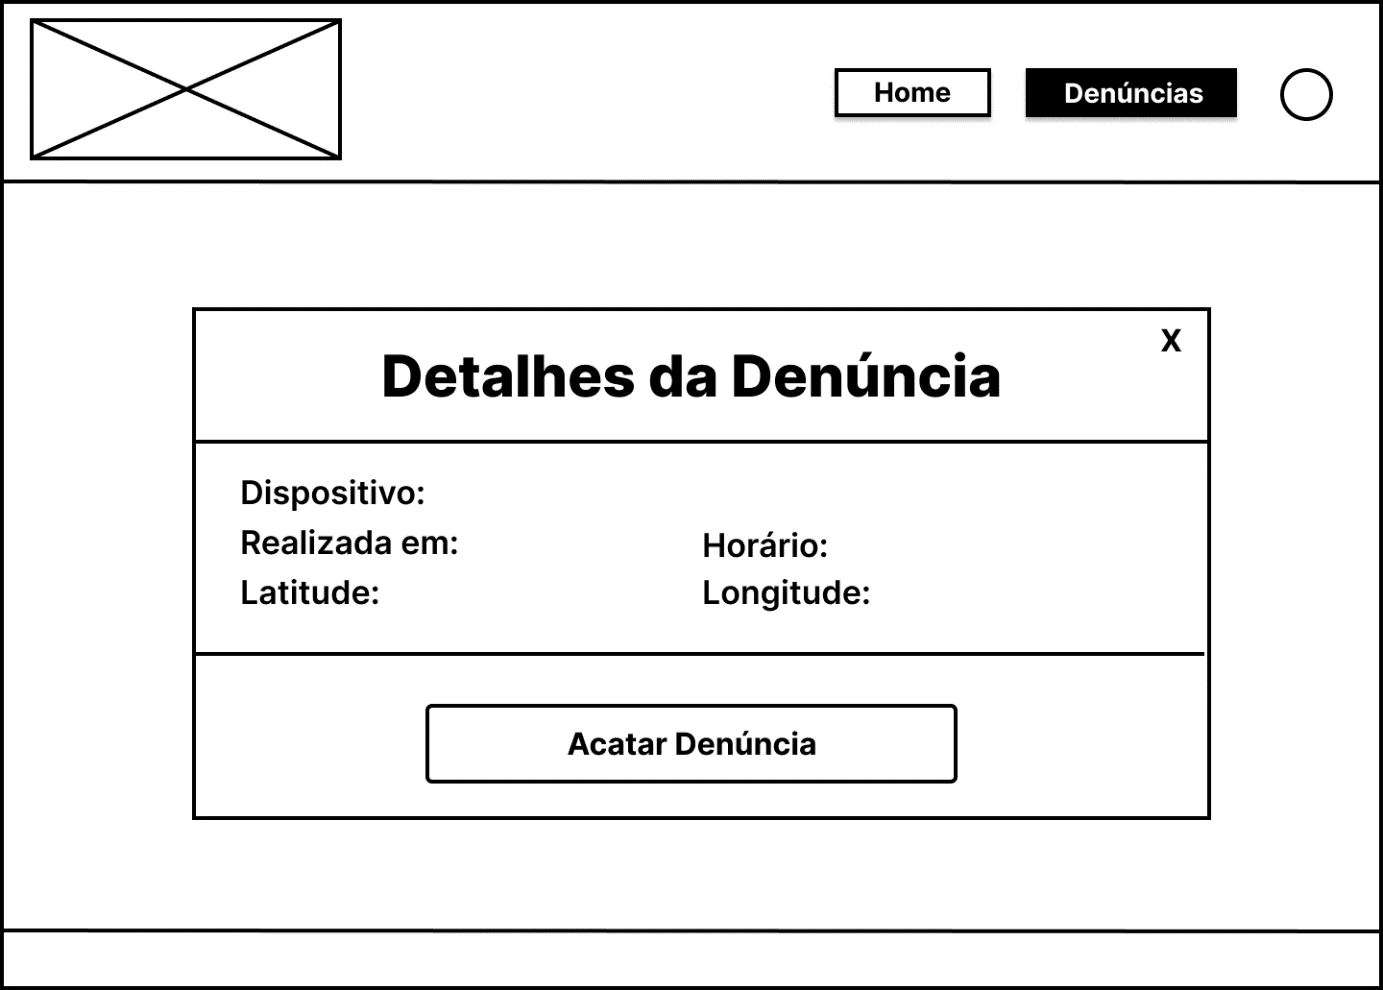 Home Denúncias
X
Detalhes da Denúncia
Dispositivo:
Realizada em: Horário:
Latitude: Longitude:
Acatar Denúncia